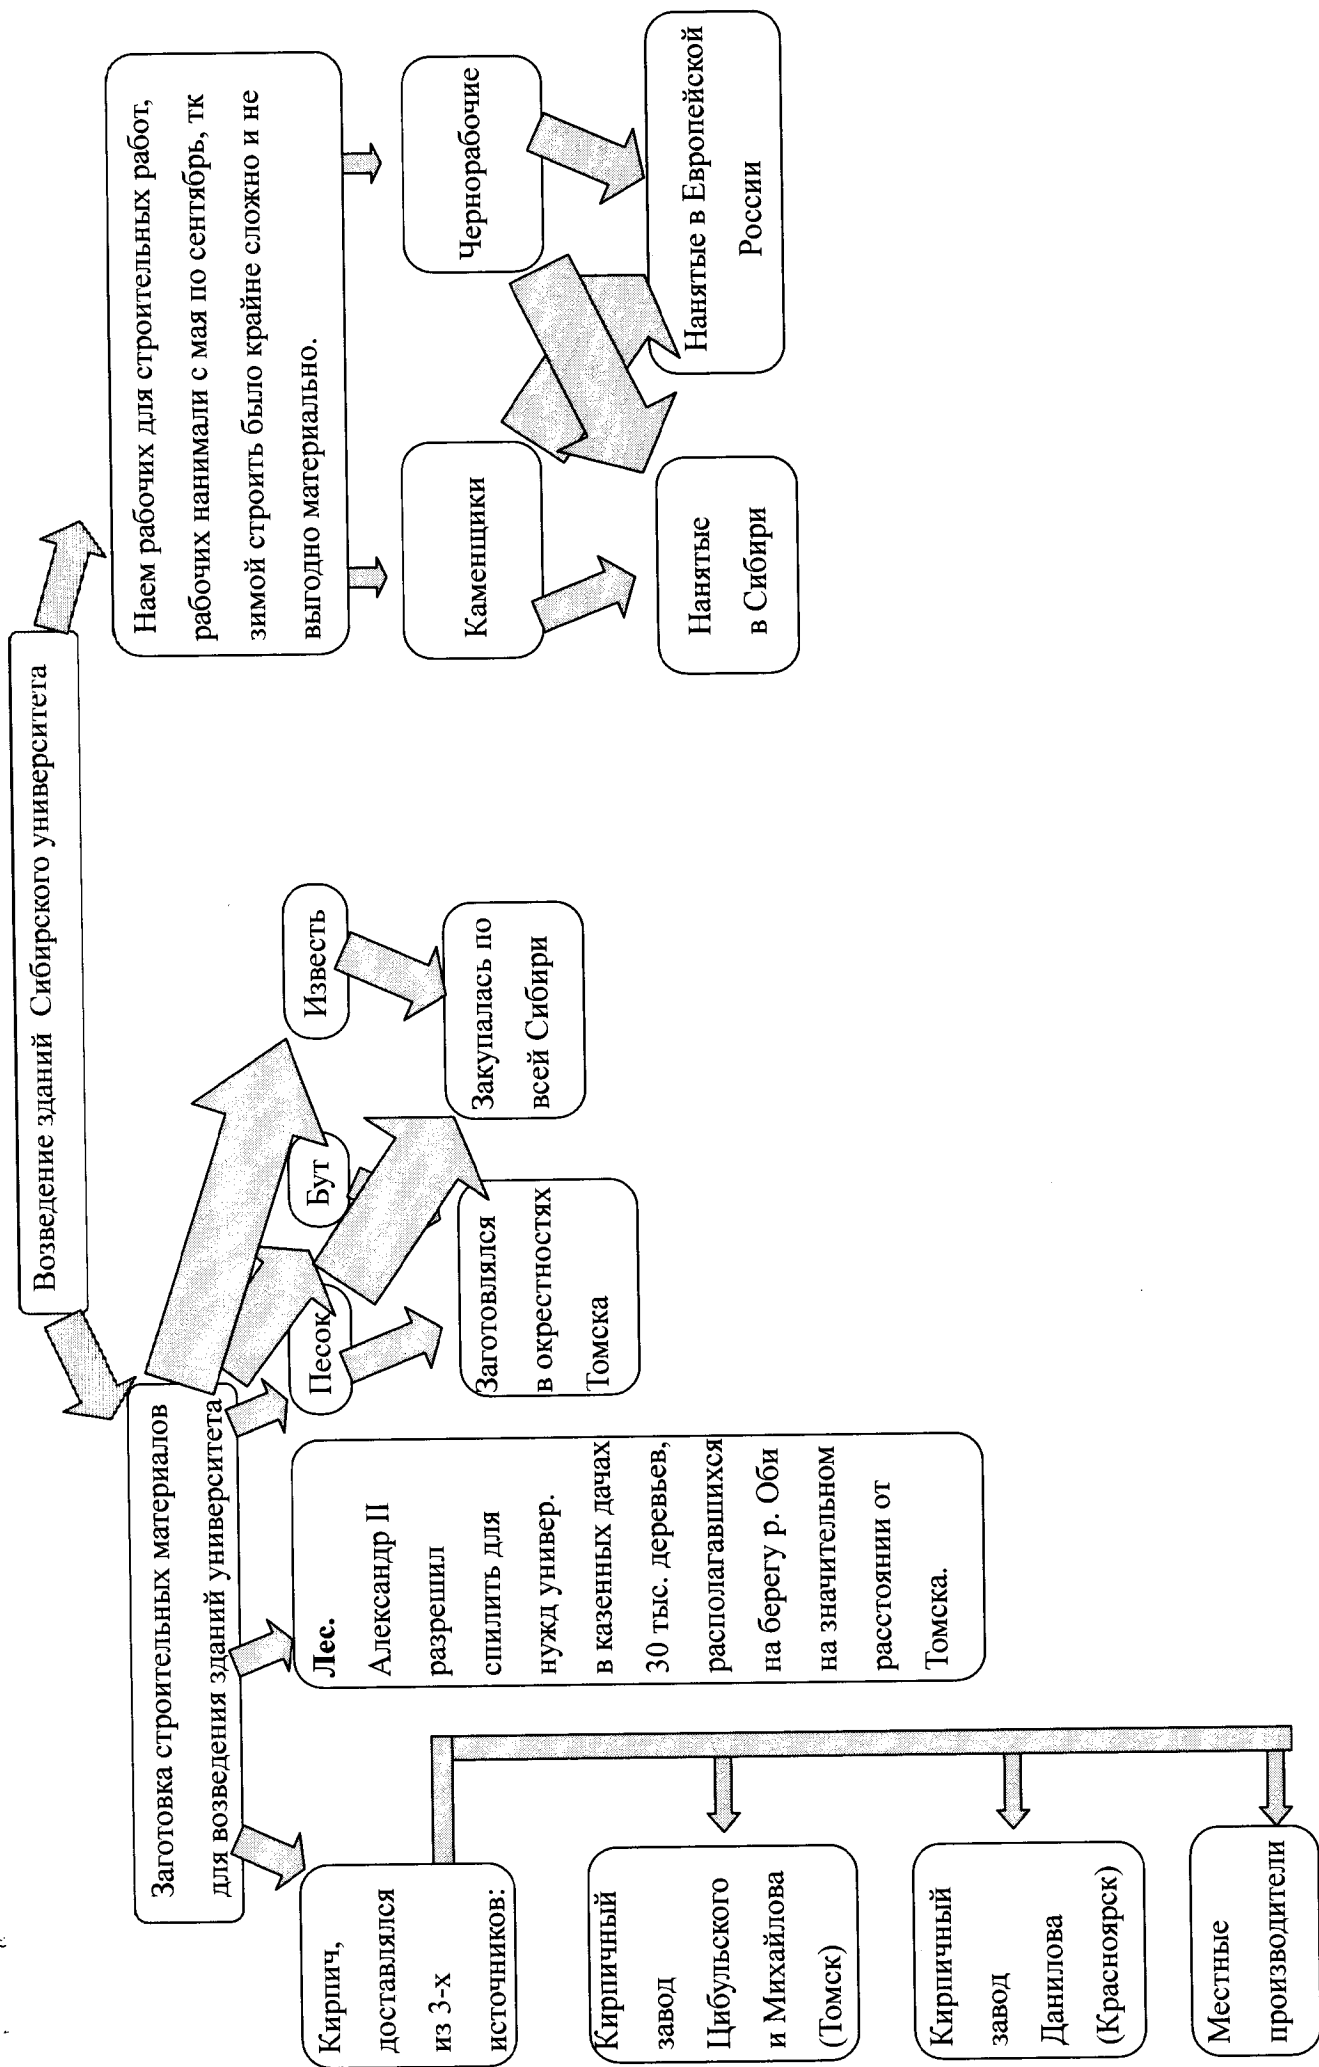 Возведение зданий Сибирского университета
Заготовка строительных материалов
для возведения зданий университета
Кирпич,
доставлялся
из 3-х
источников:
Кирпичный
завод
Цибульского
и Михайлова
(Томск)
Кирпичный
завод
Данилова
(Красноярск)
Местные
производители
Лес.
Александр II
разрешил
спилить для
нужд универ.
в казенных дачах
30 тыс. деревьев,
располагавшихся
на берегу р. Оби
на значительном
расстоянии от
Томска.
Песок
Бут
Известь
Заготовлялся
в окрестностях
Томска
Закупалась по
всей Сибири
Наем рабочих для строительных работ,
рабочих нанимали с мая по сентябрь, тк
зимой строить было крайне сложно и не
выгодно материально.
Каменщики
Чернорабочие
Нанятые
в Сибири
Нанятые в Европейской
России